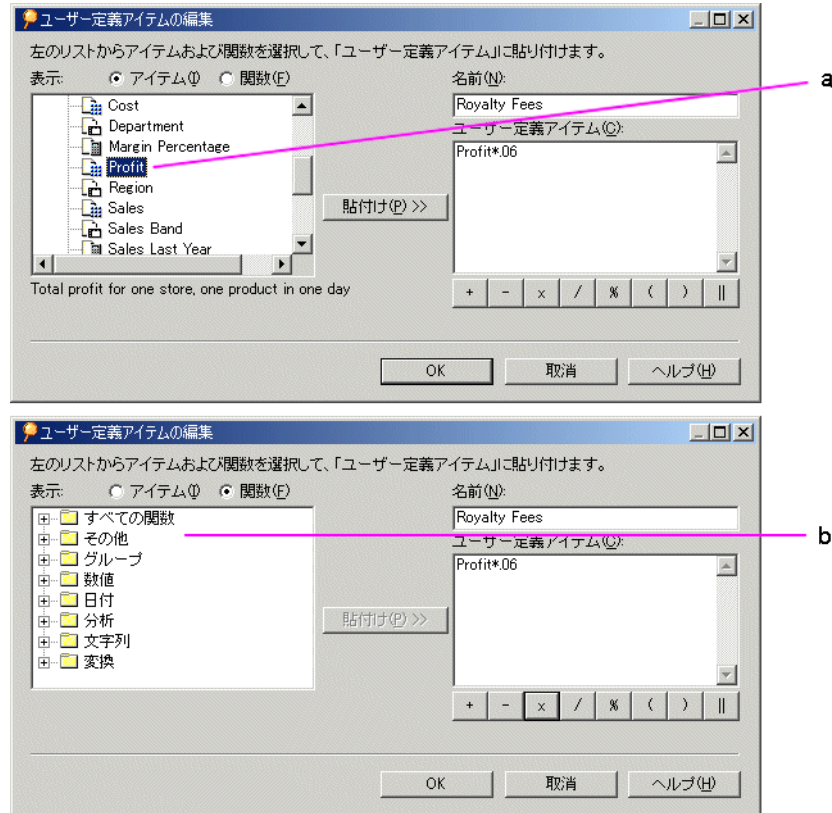 ユーザー定義アイテムの編集
左のリストからアイテムおよび関数を選択して、「ユーザー定義アイテム」に貼り付けます。
表示: アイテム(I) 関数(F)
Cost
Department
Margin Percentage
Profit
Region
Sales
Sales Band
Sales Last Year
Total profit for one store, one product in one day
貼付け(P) >>
名前(N):
Royalty Fees
ユーザー定義アイテム(C):
Profit*.06
+ - x / % ( ) ||
OK 取消 ヘルプ(H)
a
ユーザー定義アイテムの編集
左のリストからアイテムおよび関数を選択して、「ユーザー定義アイテム」に貼り付けます。
表示: アイテム(I) 関数(F)
すべての関数
その他
グループ
数値
日付
分析
文字列
変換
貼付け(P) >>
名前(N):
Royalty Fees
ユーザー定義アイテム(C):
Profit*.06
+ - x / % ( ) ||
OK 取消 ヘルプ(H)
b